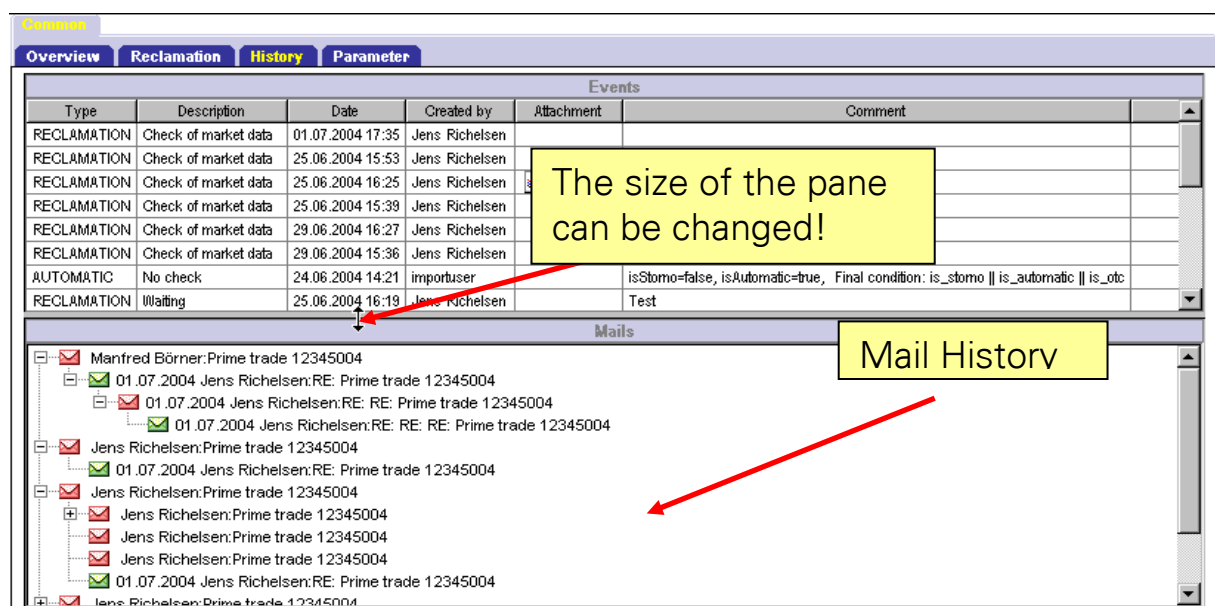 Common
Overview Reclamation History Parameter
Events
Type Description Date Created by Attachment Comment
RECLAMATION Check of market data 01.07.2004 17:35 Jens Richelsen
RECLAMATION Check of market data 25.06.2004 15:53 Jens Richelsen
RECLAMATION Check of market data 25.06.2004 16:25 Jens Richelsen
RECLAMATION Check of market data 25.06.2004 15:39 Jens Richelsen
RECLAMATION Check of market data 29.06.2004 16:27 Jens Richelsen
RECLAMATION Check of market data 29.06.2004 15:36 Jens Richelsen
AUTOMATIC No check 24.06.2004 14:21 importuser isStorno=false, isAutomatic=true, Final condition: is_storno || is_automatic || is_otc
RECLAMATION Waiting 25.06.2004 16:19 Jens Richelsen Test
The size of the pane
can be changed!
Mails
Mail History
Manfred Börner:Prime trade 12345004
01.07.2004 Jens Richelsen:RE: Prime trade 12345004
01.07.2004 Jens Richelsen:RE: RE: Prime trade 12345004
01.07.2004 Jens Richelsen:RE: RE: RE: Prime trade 12345004
Jens Richelsen:Prime trade 12345004
01.07.2004 Jens Richelsen:RE: Prime trade 12345004
Jens Richelsen:Prime trade 12345004
Jens Richelsen:Prime trade 12345004
Jens Richelsen:Prime trade 12345004
Jens Richelsen:Prime trade 12345004
01.07.2004 Jens Richelsen:RE: Prime trade 12345004
Jens Richelsen:Prime trade 12345004